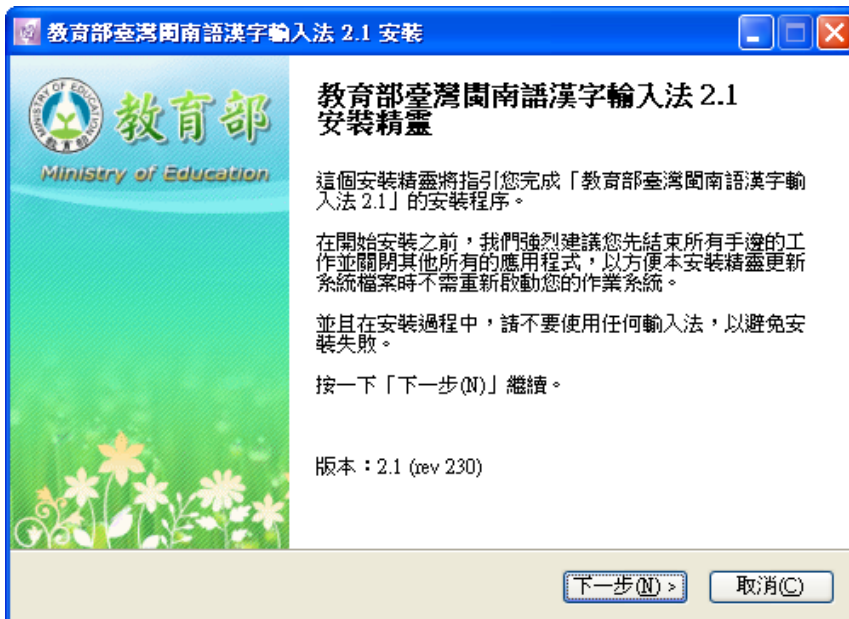 教育部臺灣閩南語漢字輸入法 2.1 安裝
MINISTRY OF EDUCATION
教育部
教育部
Ministry of Education
教育部臺灣閩南語漢字輸入法 2.1
安裝精靈
這個安裝精靈將指引您完成「教育部臺灣閩南語漢字輸
入法 2.1」的安裝程序。
在開始安裝之前，我們強烈建議您先結束所有手邊的工
作並關閉其他所有的應用程式，以方便本安裝精靈更新
系統檔案時不需重新啟動您的作業系統。
並且在安裝過程中，請不要使用任何輸入法，以避免安
裝失敗。
按一下「下一步(N)」繼續。
版本：2.1 (rev 230)
下一步(N) >
取消(C)